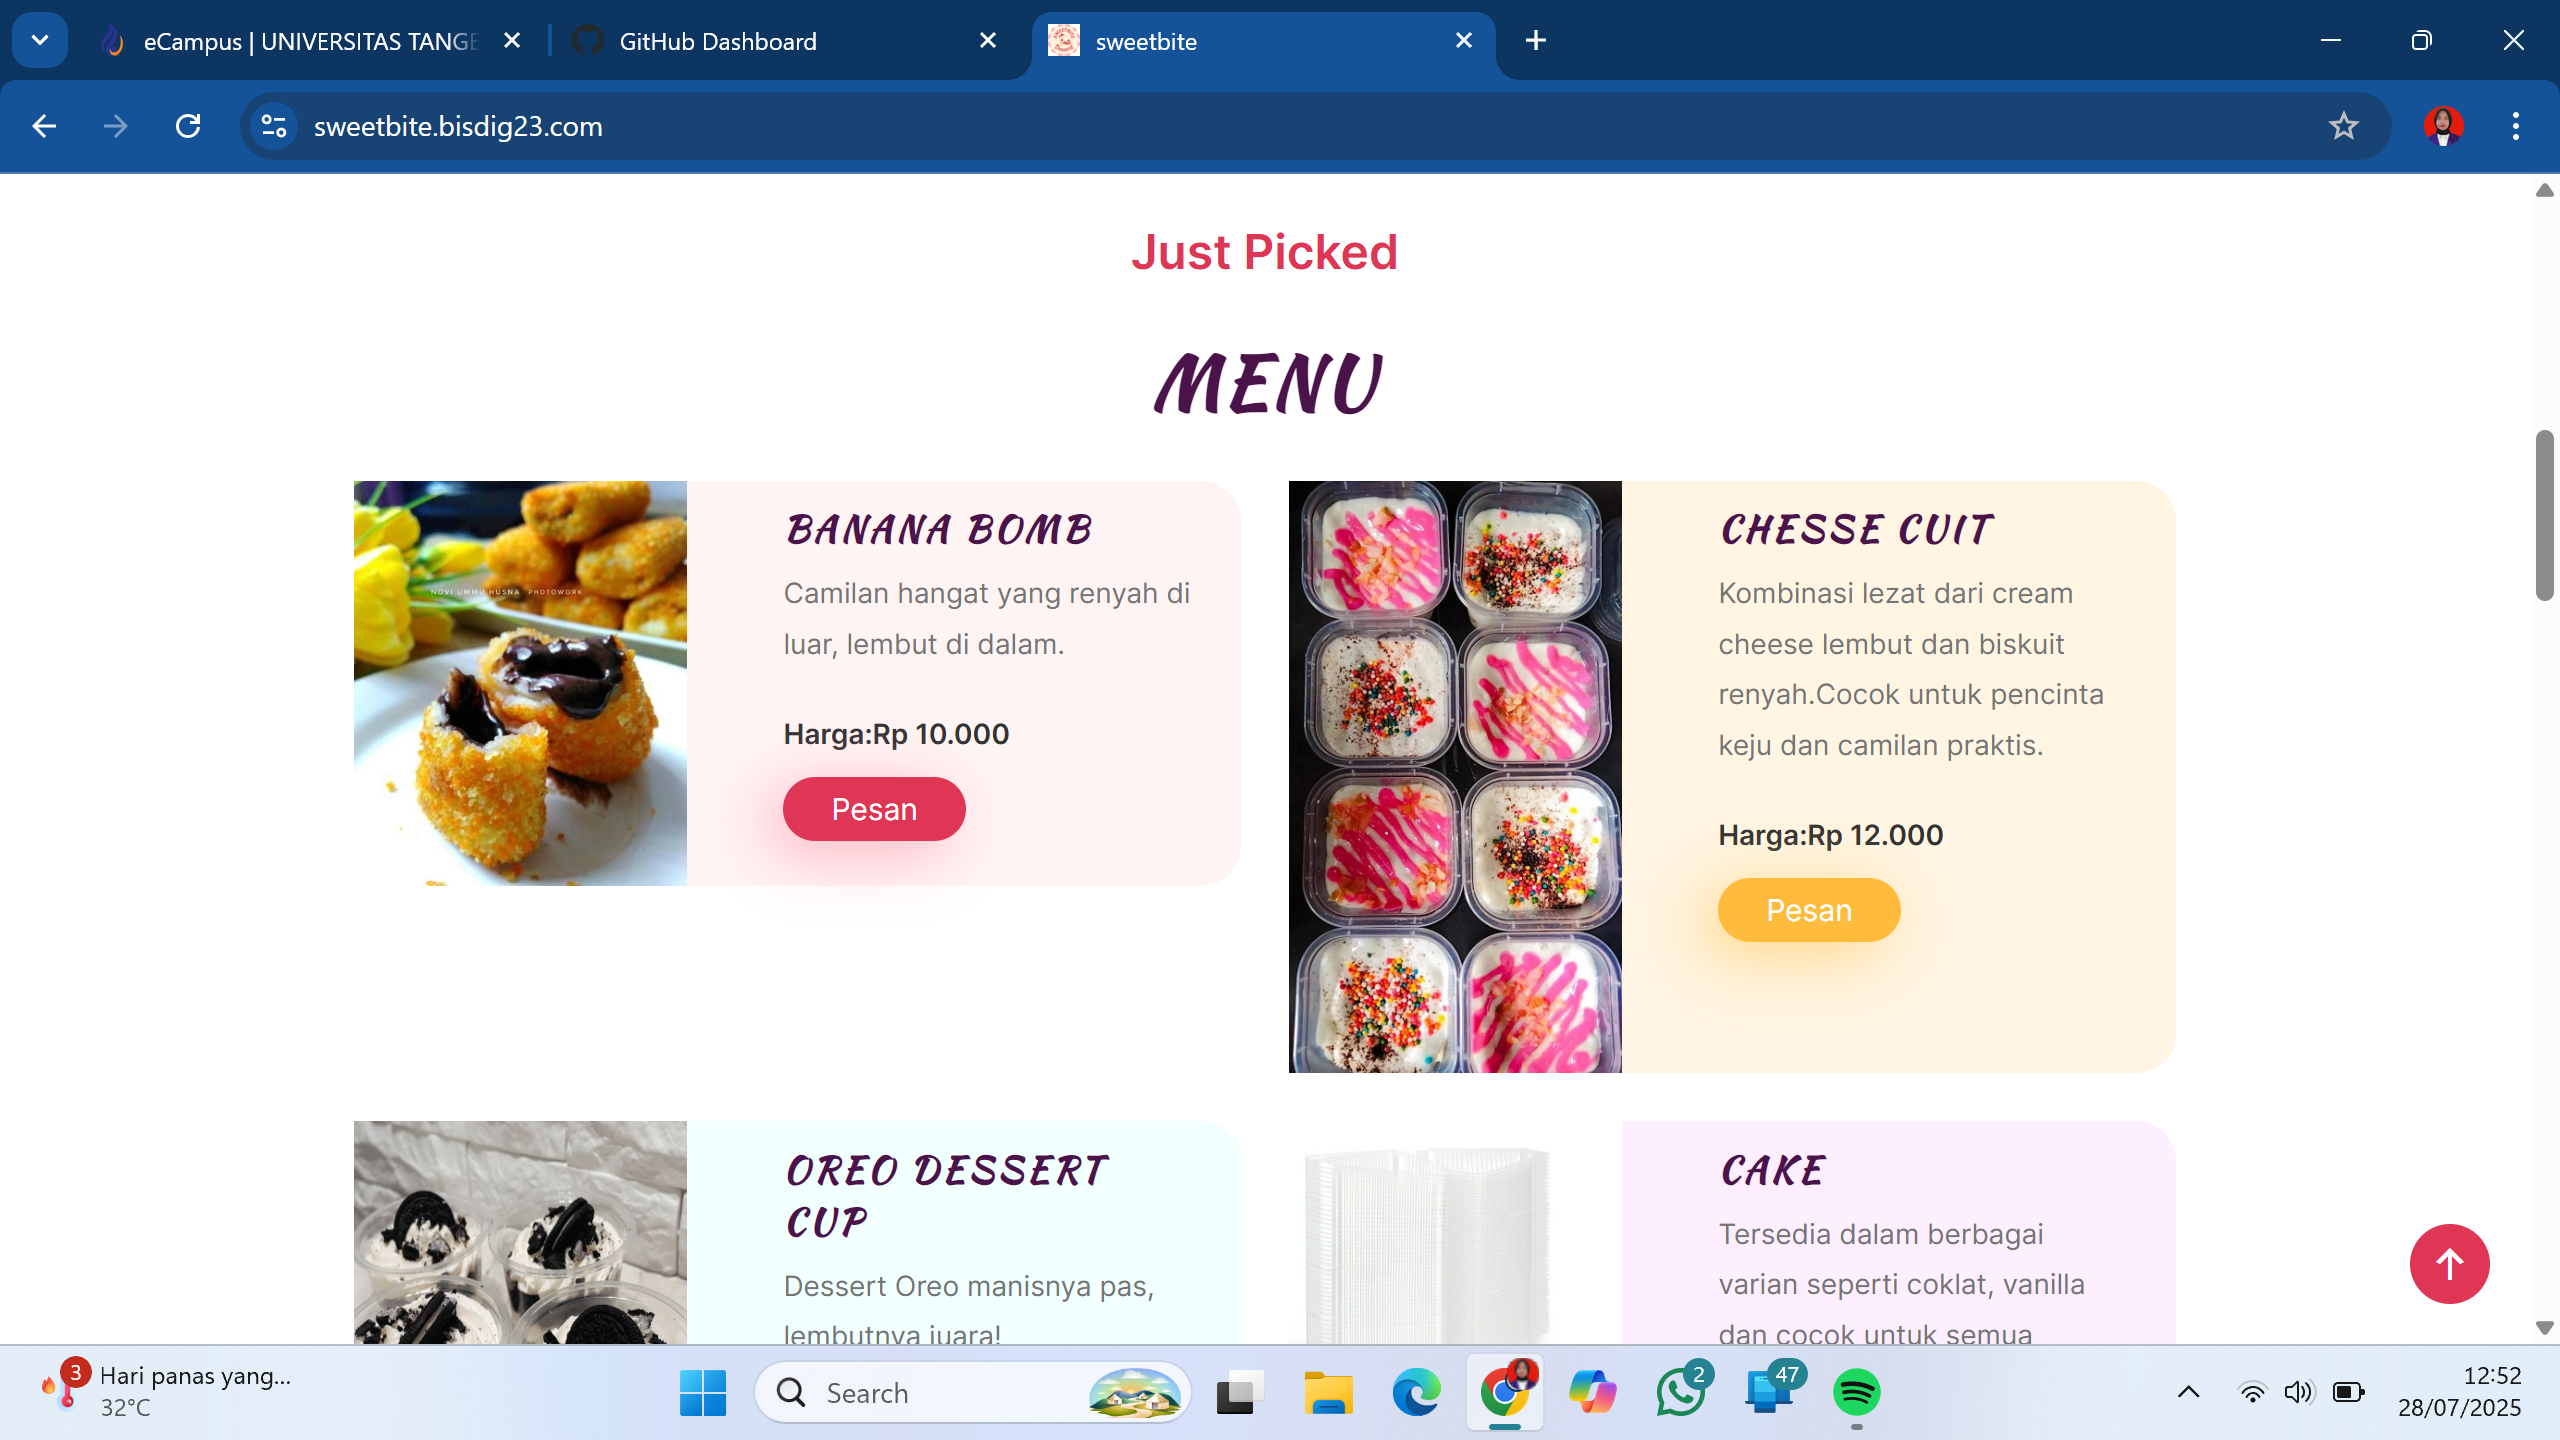 eCampus | UNIVERSITAS TANGE
GitHub Dashboard
sweetbite
sweetbite.bisdig23.com
Just Picked
MENU
BANANA BOMB
Camilan hangat yang renyah di
luar, lembut di dalam.
Harga:Rp 10.000
Pesan
NOVI UMMU HUSNA PHOTOWORK
CHESSE CUIT
Kombinasi lezat dari cream
cheese lembut dan biskuit
renyah.Cocok untuk pencinta
keju dan camilan praktis.
Harga:Rp 12.000
Pesan
OREO DESSERT
CUP
Dessert Oreo manisnya pas,
lembutnya juara!
CAKE
Tersedia dalam berbagai
varian seperti coklat, vanilla
dan cocok untuk semua
3
Hari panas yang...
32°C
Search
2
47
12:52
28/07/2025